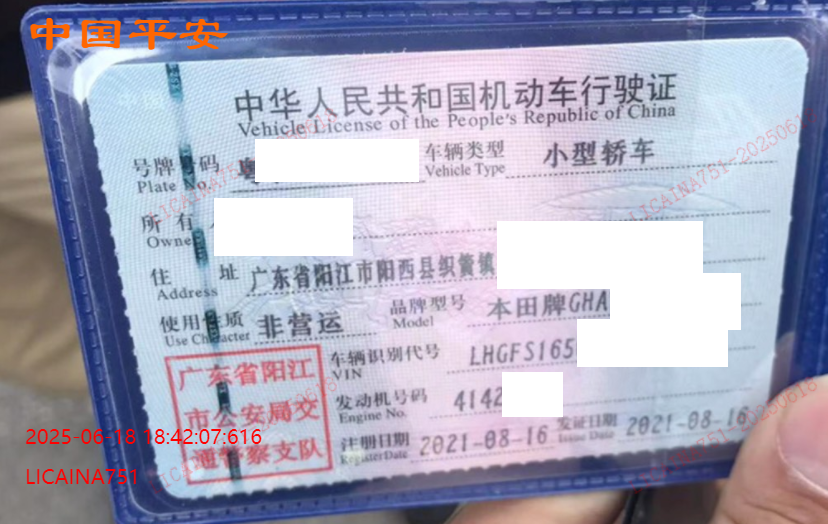 中国平安
中华人民共和国机动车行驶证
Vehicle License of the People's Republic of China
号牌号码 Plate No. 粤 车辆类型 Vehicle Type 小型轿车
所有 Owne
住址 Address 广东省阳江市阳西县织篢镇
使用性质 Use Character 非营运 品牌型号 Model 本田牌GHA
车辆识别代号 VIN LHGFS165
发动机号码 Engine No. 4142
注册日期 Register Date 2021-08-16 发证日期 Issue Date 2021-08-16
广东省阳江
市公安局交
通警察支队
2025-06-18 18:42:07:616
LICAINA751
LICAINA751-20250618